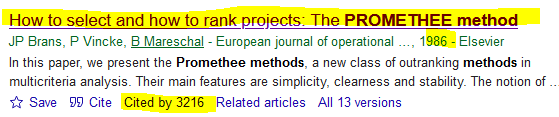 How to select and how to rank projects: The PROMETHEE method
JP Brans, P Vincke, B Mareschal - European journal of operational …, 1986 - Elsevier
In this paper, we present the Promethee methods, a new class of outranking methods in
multicriteria analysis. Their main features are simplicity, clearness and stability. The notion of …
Save Cite Cited by 3216 Related articles All 13 versions